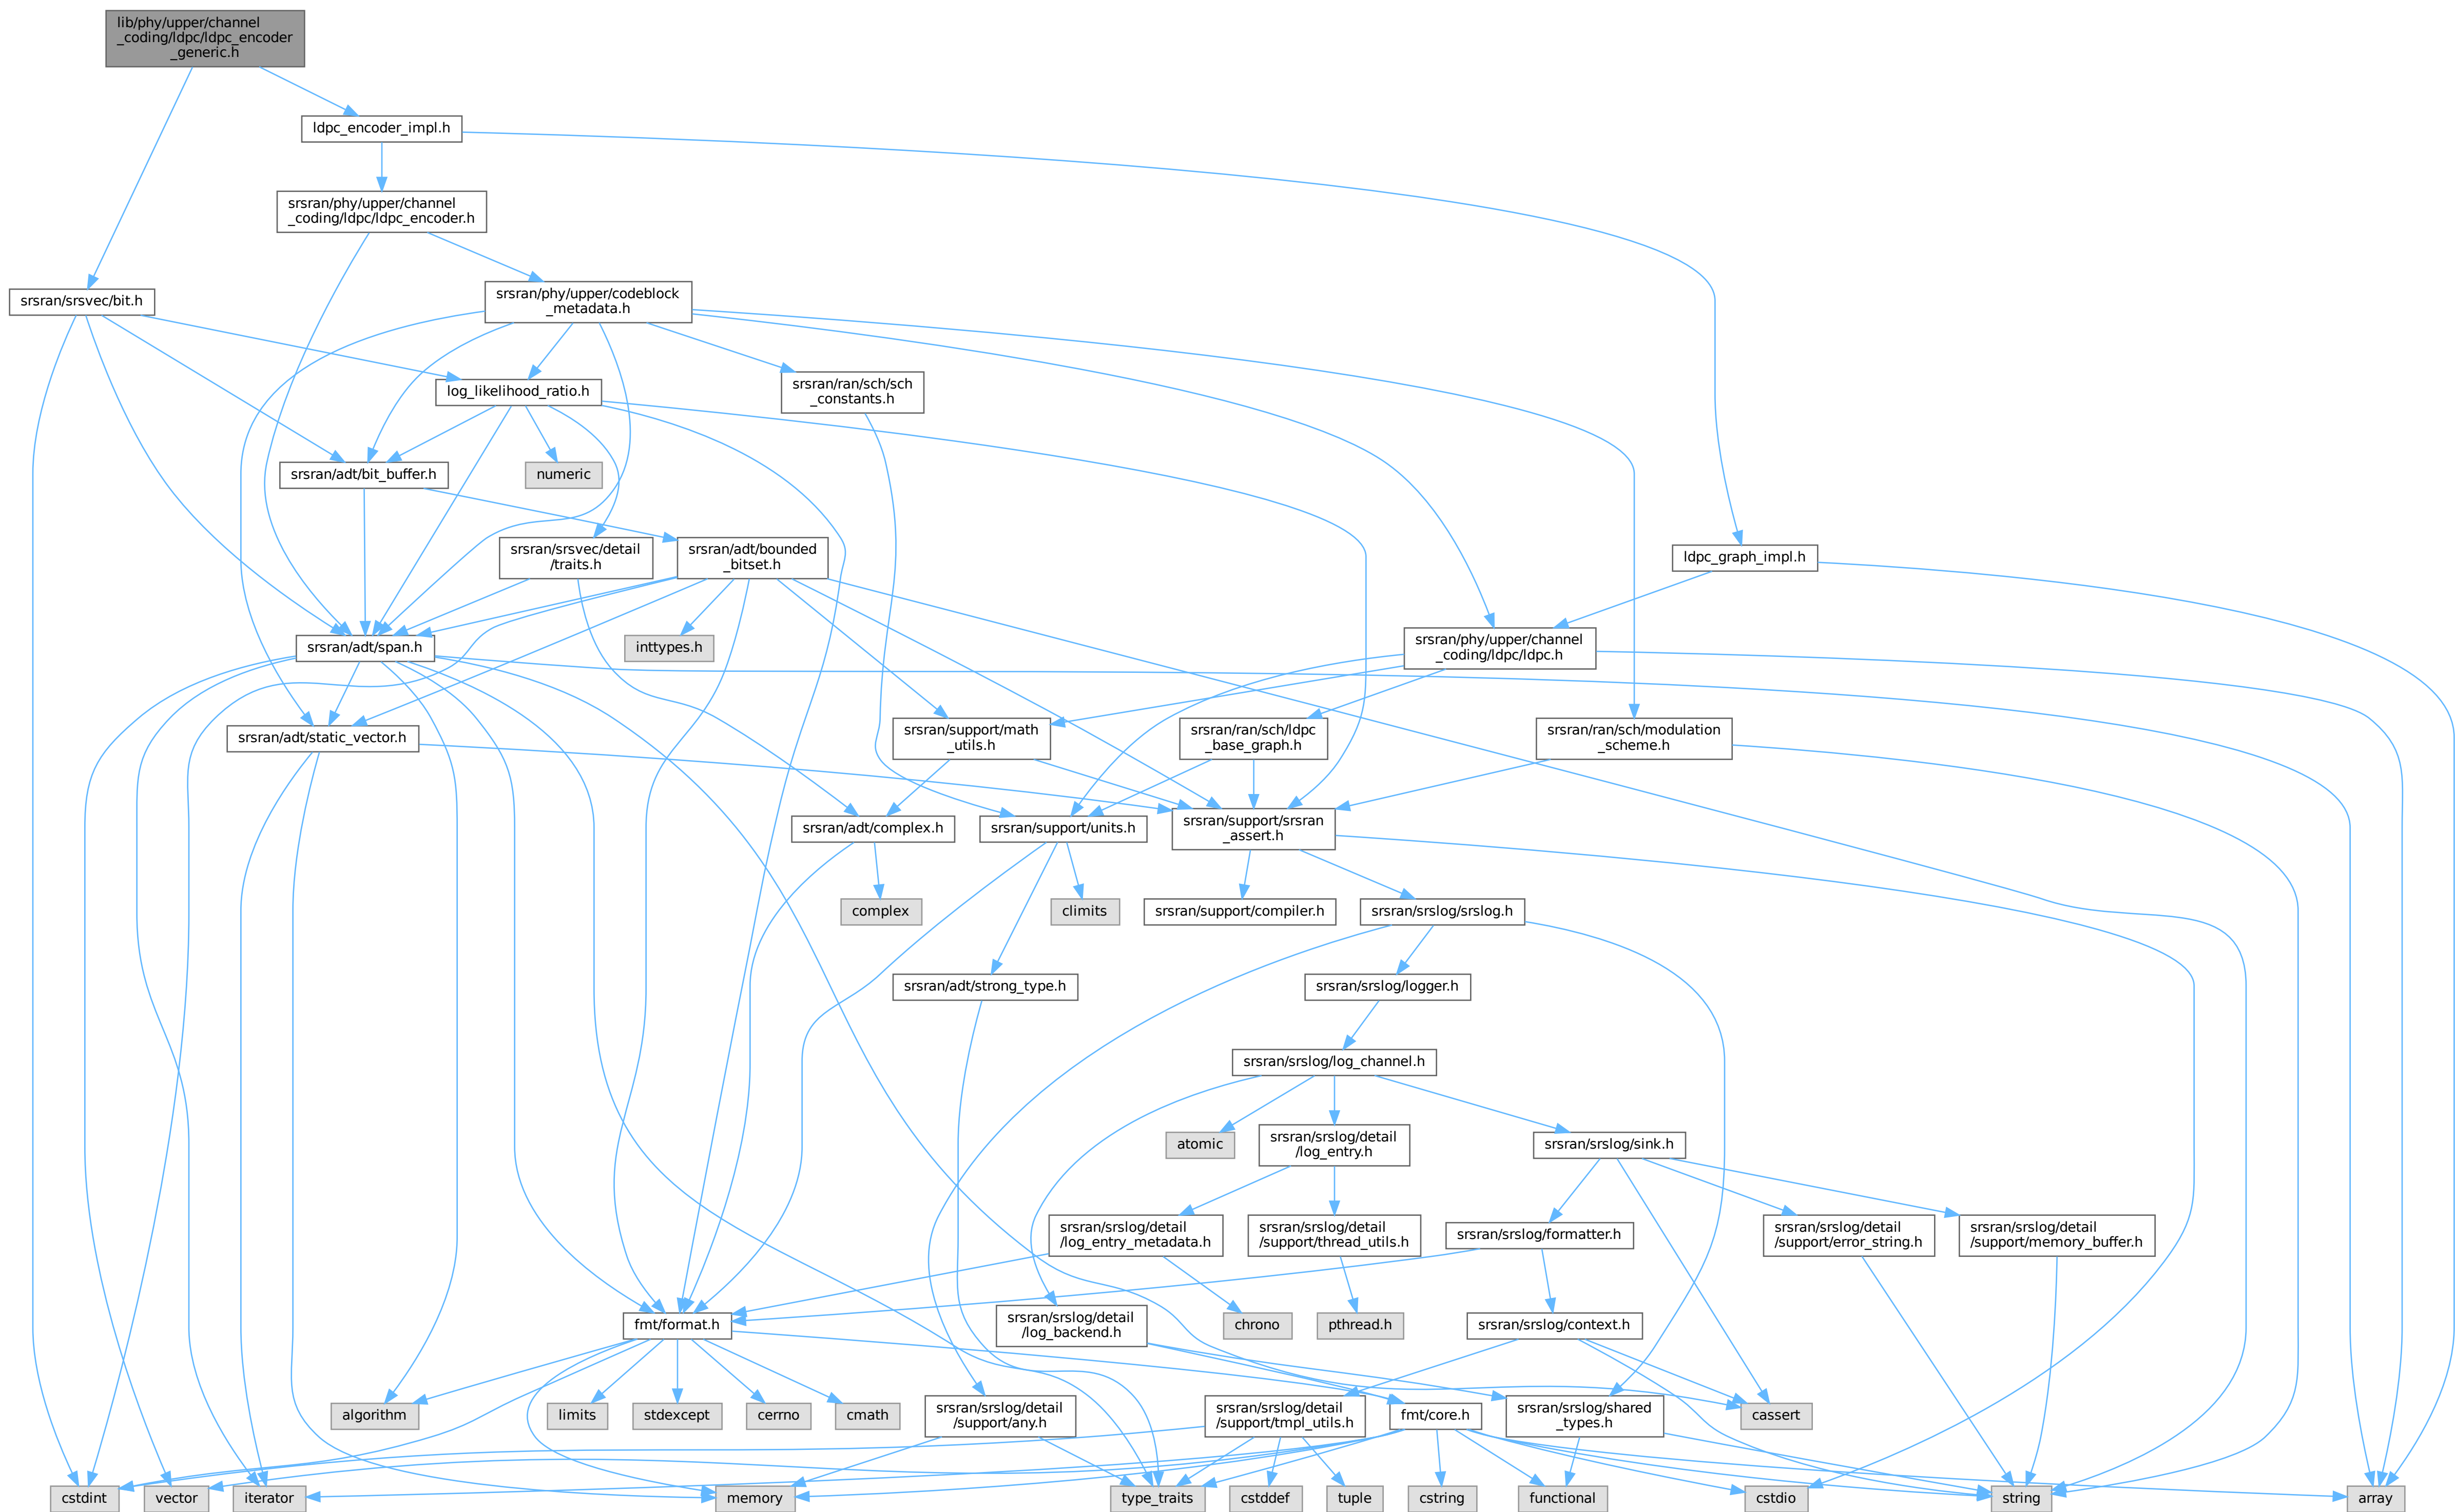 lib/phy/upper/channel
_coding/ldpc/ldpc_encoder
_generic.h
ldpc_encoder_impl.h
srsran/phy/upper/channel
_coding/ldpc/ldpc_encoder.h
srsran/srsvec/bit.h
srsran/phy/upper/codeblock
_metadata.h
log_likelihood_ratio.h
srsran/ran/sch/sch
_constants.h
srsran/adt/bit_buffer.h
numeric
srsran/srsvec/detail
/traits.h
srsran/adt/bounded
_bitset.h
ldpc_graph_impl.h
srsran/adt/span.h
inttypes.h
srsran/phy/upper/channel
_coding/ldpc/ldpc.h
srsran/adt/static_vector.h
srsran/support/math
_utils.h
srsran/ran/sch/ldpc
_base_graph.h
srsran/ran/sch/modulation
_scheme.h
srsran/adt/complex.h
srsran/support/units.h
srsran/support/srsran
_assert.h
complex
climits
srsran/support/compiler.h
srsran/srslog/srslog.h
srsran/adt/strong_type.h
srsran/srslog/logger.h
srsran/srslog/log_channel.h
atomic
srsran/srslog/detail
/log_entry.h
srsran/srslog/sink.h
srsran/srslog/detail
/log_entry_metadata.h
srsran/srslog/detail
/support/thread_utils.h
srsran/srslog/formatter.h
srsran/srslog/detail
/support/error_string.h
srsran/srslog/detail
/support/memory_buffer.h
fmt/format.h
srsran/srslog/detail
/log_backend.h
chrono
pthread.h
srsran/srslog/context.h
algorithm
limits
stdexcept
cerrno
cmath
srsran/srslog/detail
/support/any.h
srsran/srslog/detail
/support/tmpl_utils.h
fmt/core.h
srsran/srslog/shared
_types.h
cassert
cstdint
vector
iterator
memory
type_traits
cstddef
tuple
cstring
functional
cstdio
string
array